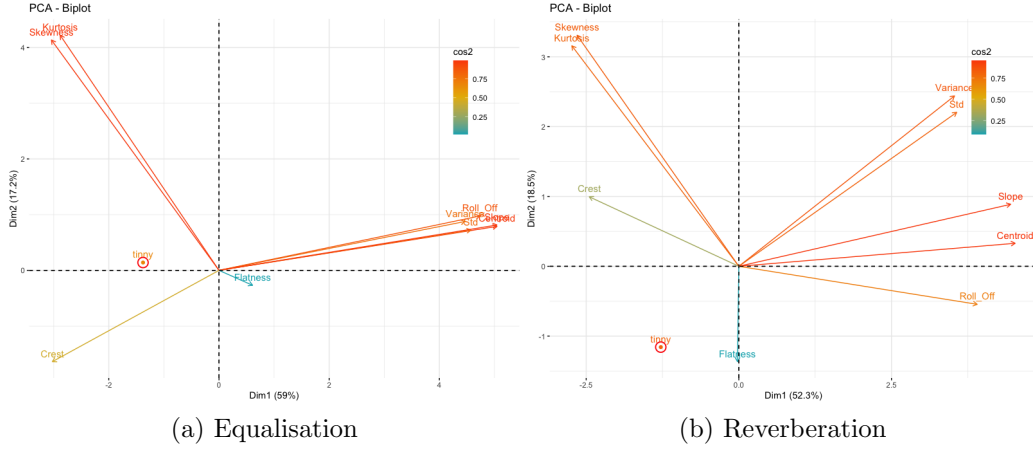 PCA - Biplot
Kurtosis
Skewness
cos2
0.75
0.50
0.25
4
2
0
Dim2 (17.2%)
Roll_Off
Variance
Slope
Centroid
Std
tinny
Flatness
Crest
-2
0
2
4
Dim1 (59%)
(a) Equalisation
PCA - Biplot
Skewness
Kurtosis
cos2
0.75
0.50
0.25
3
2
1
0
-1
Dim2 (18.5%)
Variance
Std
Crest
Slope
Centroid
Roll_Off
tinny
Flatness
-2.5
0.0
2.5
Dim1 (52.3%)
(b) Reverberation